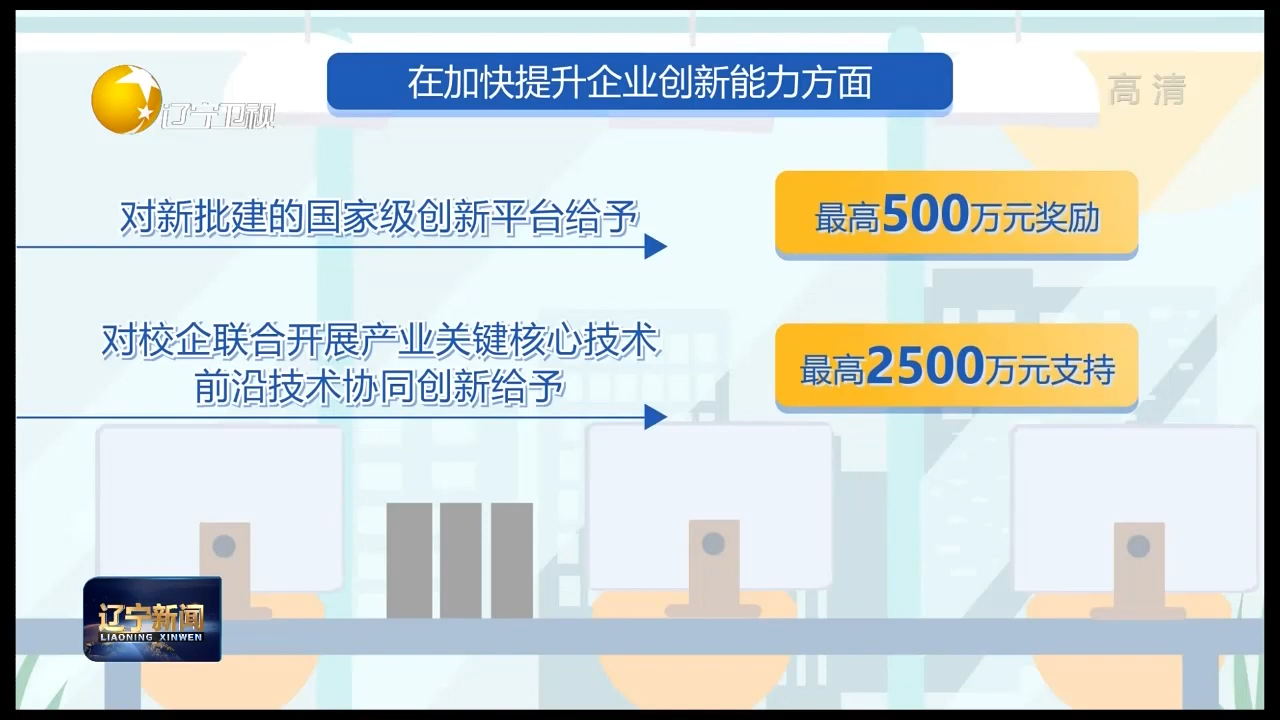 在加快提升企业创新能力方面
辽宁卫视
高清
对新批建的国家级创新平台给予
最高500万元奖励
对校企联合开展产业关键核心技术
前沿技术协同创新给予
最高2500万元支持
辽宁新闻
LIAONING XINWEN